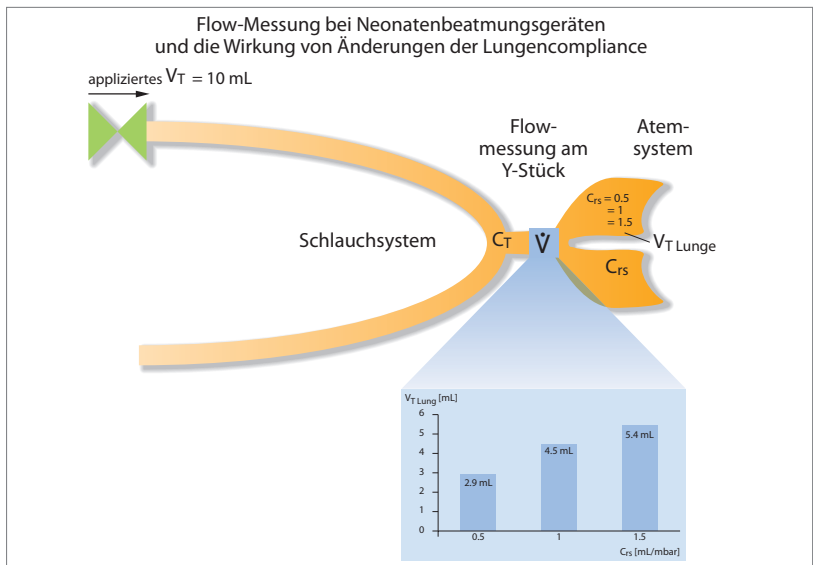 Flow-Messung bei Neonatenbeatmungsgeräten
und die Wirkung von Änderungen der Lungencompliance
appliziertes VT = 10 mL
Flow-
messung am
Y-Stück
Atem-
system
Crs = 0.5
= 1
= 1.5
VT Lunge
Schlauchsystem
CT
V̇
Crs
VT Lung [mL]
6
5
4
3
2
1
0
2.9 mL
4.5 mL
5.4 mL
0.5
1
1.5
Crs [mL/mbar]